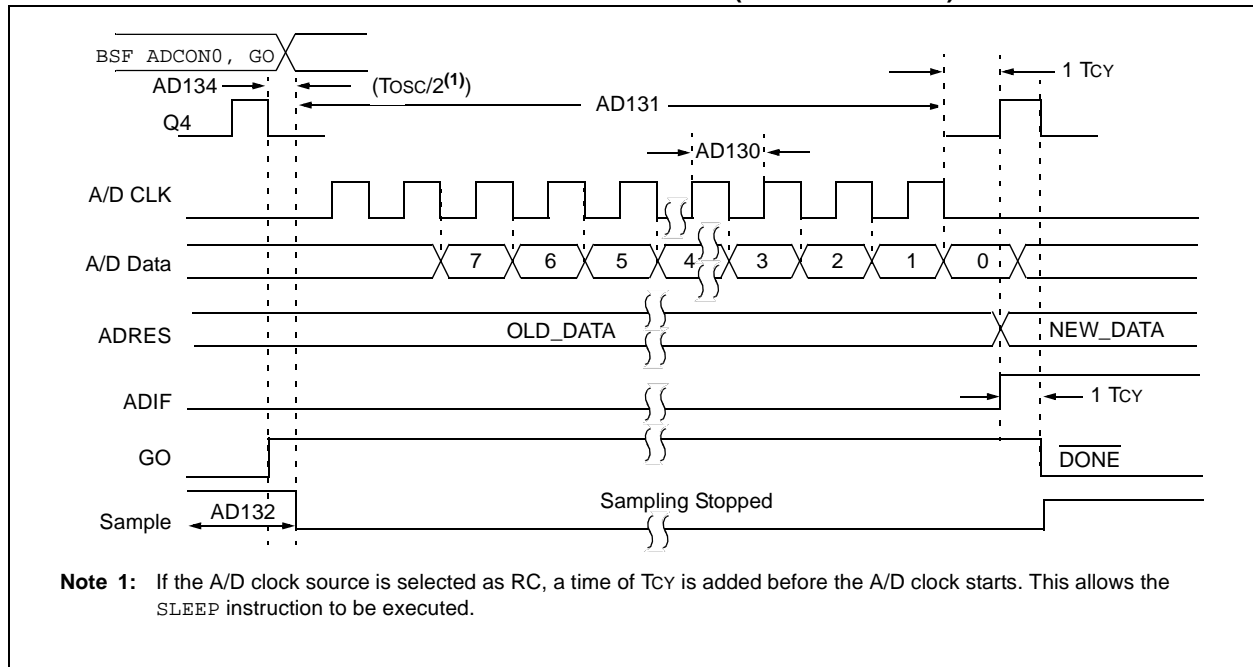 BSF ADCON0, GO
AD134
(TOSC/2(1))
1 TCY
AD131
Q4
AD130
A/D CLK
A/D Data
7 6 5 4 3 2 1 0
ADRES
OLD_DATA
NEW_DATA
ADIF
1 TCY
GO
DONE
Sample
AD132
Sampling Stopped
Note 1: If the A/D clock source is selected as RC, a time of TCY is added before the A/D clock starts. This allows the
SLEEP instruction to be executed.